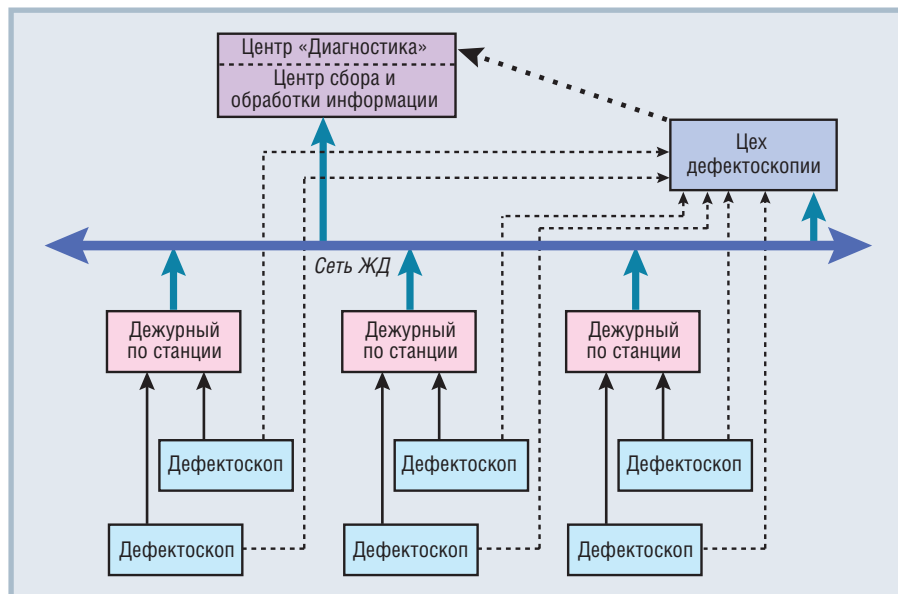 Центр «Диагностика»
Центр сбора и
обработки информации
Цех
дефектоскопии
Сеть ЖД
Дежурный
по станции
Дежурный
по станции
Дежурный
по станции
Дефектоскоп
Дефектоскоп
Дефектоскоп
Дефектоскоп
Дефектоскоп
Дефектоскоп